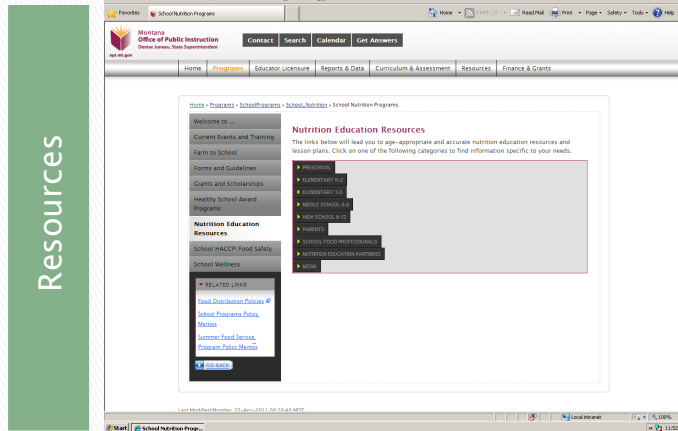 Resources
Favorites School Nutrition Programs
Home Read Mail Print Page Safety Tools Help
Montana
Office of Public Instruction
Denise Juneau, State Superintendent
opi.mt.gov
Contact Search Calendar Get Answers
Home Programs Educator Licensure Reports & Data Curriculum & Assessment Resources Finance & Grants
Home » Programs » SchoolPrograms » School_Nutrition » School Nutrition Programs
Welcome to ...
Current Events and Training
Farm to School
Forms and Guidelines
Grants and Scholarships
Healthy School Award
Programs
Nutrition Education
Resources
School HACCP/Food Safety
School Wellness
RELATED LINKS
Food Distribution Policies
School Programs Policy
Memos
Summer Food Service
Program Policy Memos
GO BACK
Nutrition Education Resources
The links below will lead you to age-appropriate and accurate nutrition education resources and
lesson plans. Click on one of the following categories to find information specific to your needs.
PRESCHOOL
ELEMENTARY K-2
ELEMENTARY 3-5
MIDDLE SCHOOL 6-8
HIGH SCHOOL 9-12
PARENTS
SCHOOL FOOD PROFESSIONALS
NUTRITION EDUCATION PARTNERS
MEDIA
Last Modified Monday, 25-Apr-2011
Local intranet 100%
Start School Nutrition Progr... 11:52